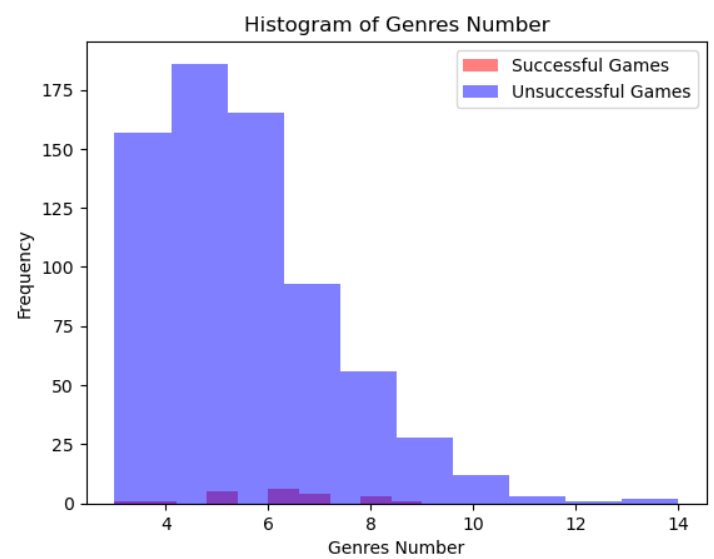 Histogram of Genres Number
Successful Games
Unsuccessful Games
175
150
125
100
75
50
25
0
Frequency
4 6 8 10 12 14
Genres Number